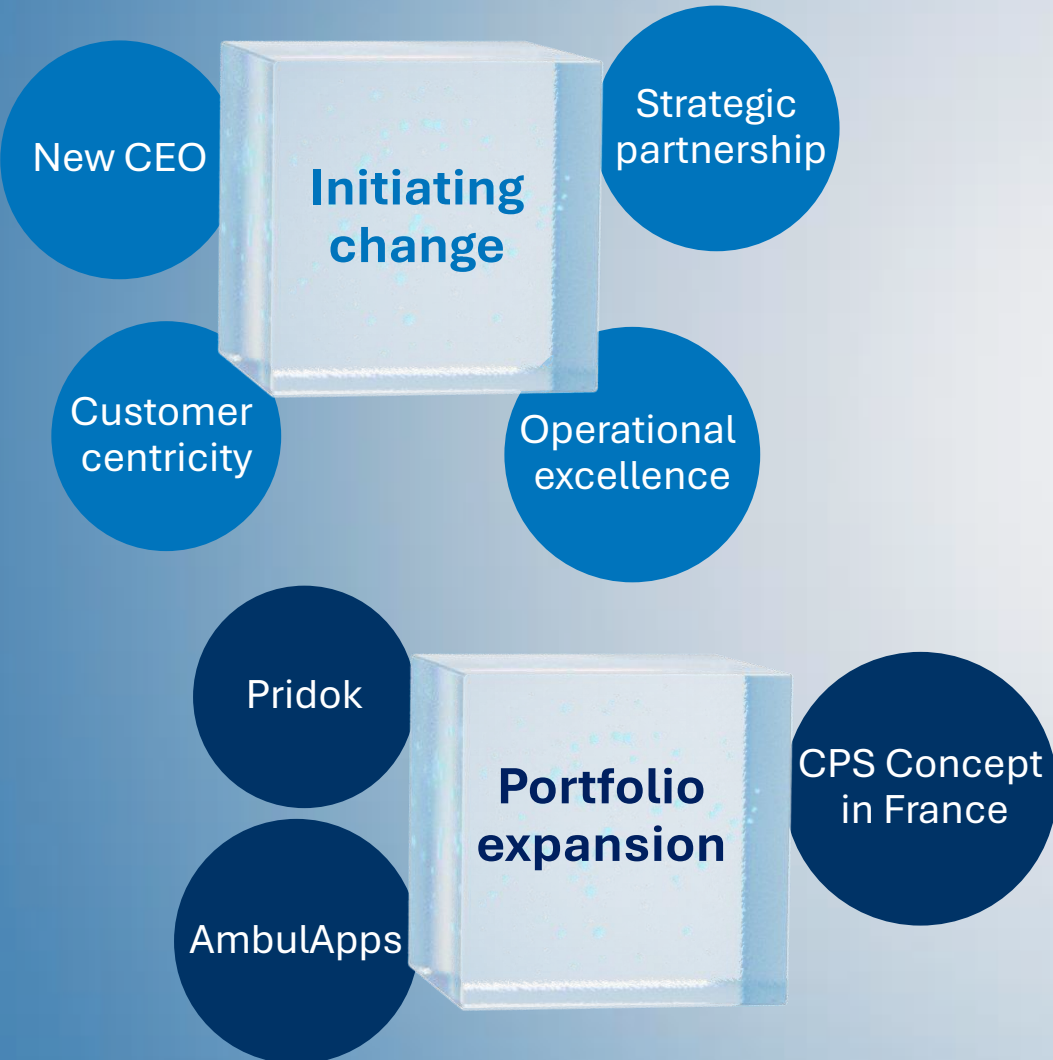 New CEO
Initiating
change
Strategic
partnership
Customer
centricity
Operational
excellence
Pridok
Portfolio
expansion
CPS Concept
in France
AmbulApps